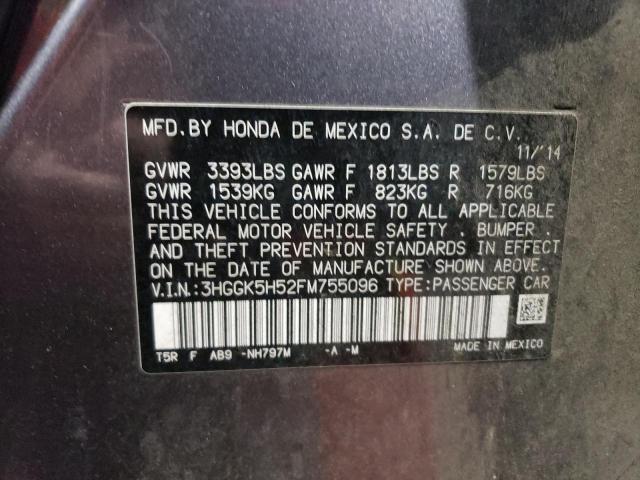 MFD.BY HONDA DE MEXICO S.A. DE C.V.
11/'14
GVWR 3393LBS GAWR F 1813LBS R 1579LBS
GVWR 1539KG GAWR F 823KG R 716KG
THIS VEHICLE CONFORMS TO ALL APPLICABLE
FEDERAL MOTOR VEHICLE SAFETY . BUMPER .
AND THEFT PREVENTION STANDARDS IN EFFECT
ON THE DATE OF MANUFACTURE SHOWN ABOVE.
V.I.N.:3HGGK5H52FM755096 TYPE:PASSENGER CAR
T5R F AB9 -NH797M -A -M
MADE IN MEXICO